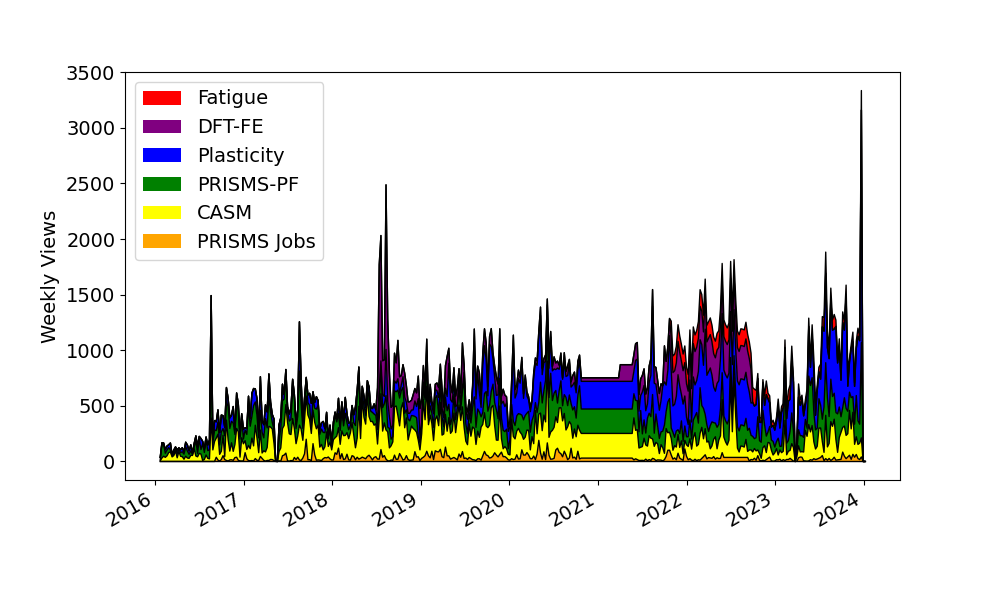 3500
3000
2500
2000
1500
1000
500
0
Weekly Views
Fatigue
DFT-FE
Plasticity
PRISMS-PF
CASM
PRISMS Jobs
2016
2017
2018
2019
2020
2021
2022
2023
2024